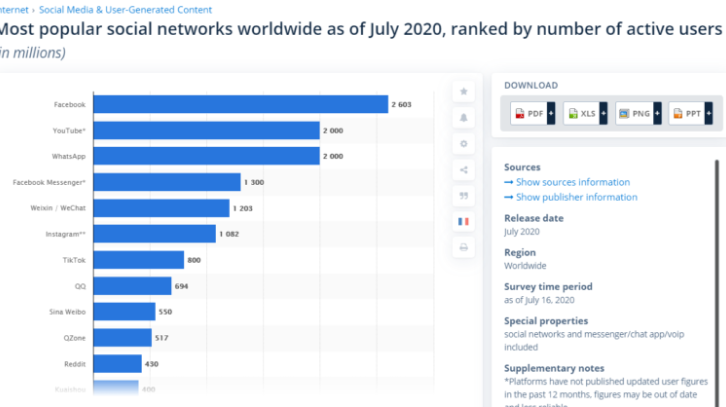 nternet › Social Media & User-Generated Content
Most popular social networks worldwide as of July 2020, ranked by number of active users
in millions)
Facebook 2 603
YouTube* 2 000
WhatsApp 2 000
Facebook Messenger* 1 300
Weixin / WeChat 1 203
Instagram** 1 082
TikTok 800
QQ 694
Sina Weibo 550
QZone 517
Reddit 430
Kuaishou 400
DOWNLOAD
PDF + XLS + PNG + PPT +
Sources
→ Show sources information
→ Show publisher information
Release date
July 2020
Region
Worldwide
Survey time period
as of July 16, 2020
Special properties
social networks and messenger/chat app/voip
included
Supplementary notes
*Platforms have not published updated user figures
in the past 12 months, figures may be out of date
and less reliable